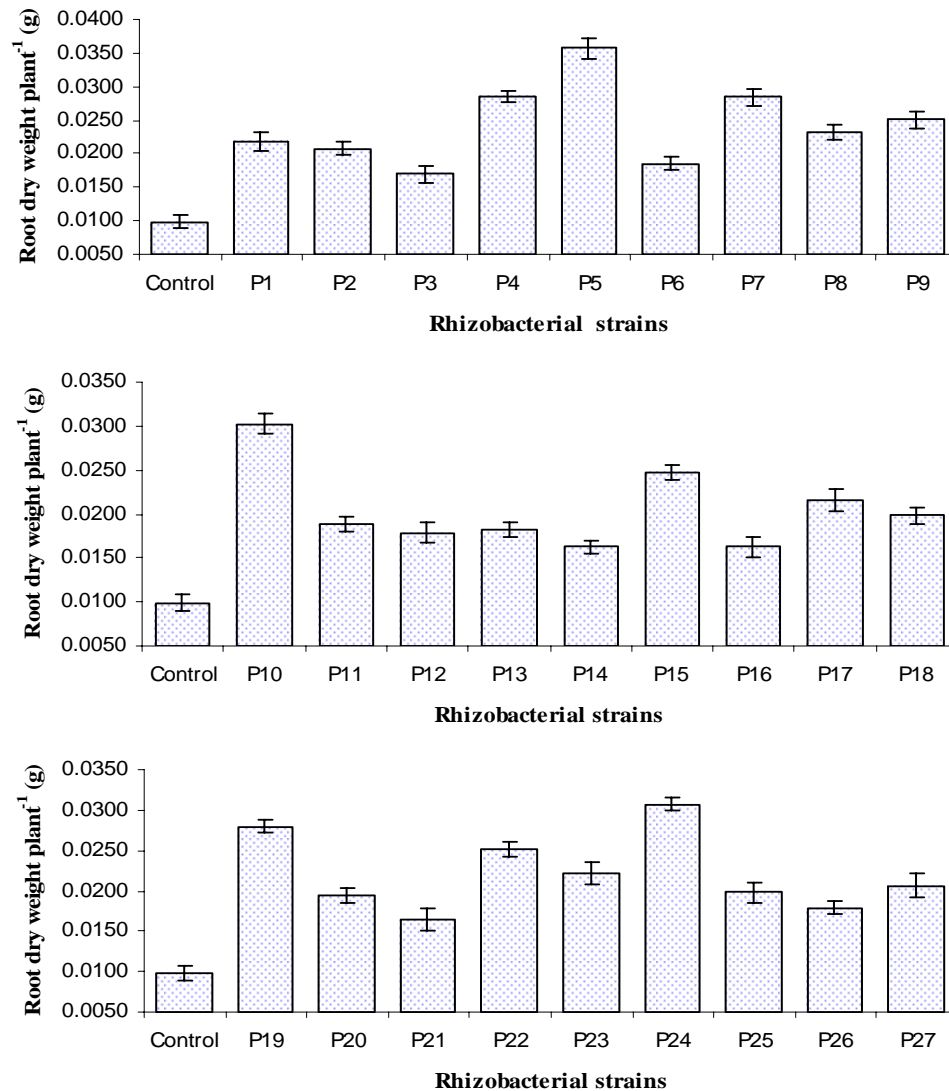 Root dry weight plant-1 (g)
0.0400
0.0350
0.0300
0.0250
0.0200
0.0150
0.0100
0.0050
Control P1 P2 P3 P4 P5 P6 P7 P8 P9
Rhizobacterial strains
Root dry weight plant-1 (g)
0.0350
0.0300
0.0250
0.0200
0.0150
0.0100
0.0050
Control P10 P11 P12 P13 P14 P15 P16 P17 P18
Rhizobacterial strains
Root dry weight plant-1 (g)
0.0350
0.0300
0.0250
0.0200
0.0150
0.0100
0.0050
Control P19 P20 P21 P22 P23 P24 P25 P26 P27
Rhizobacterial strains